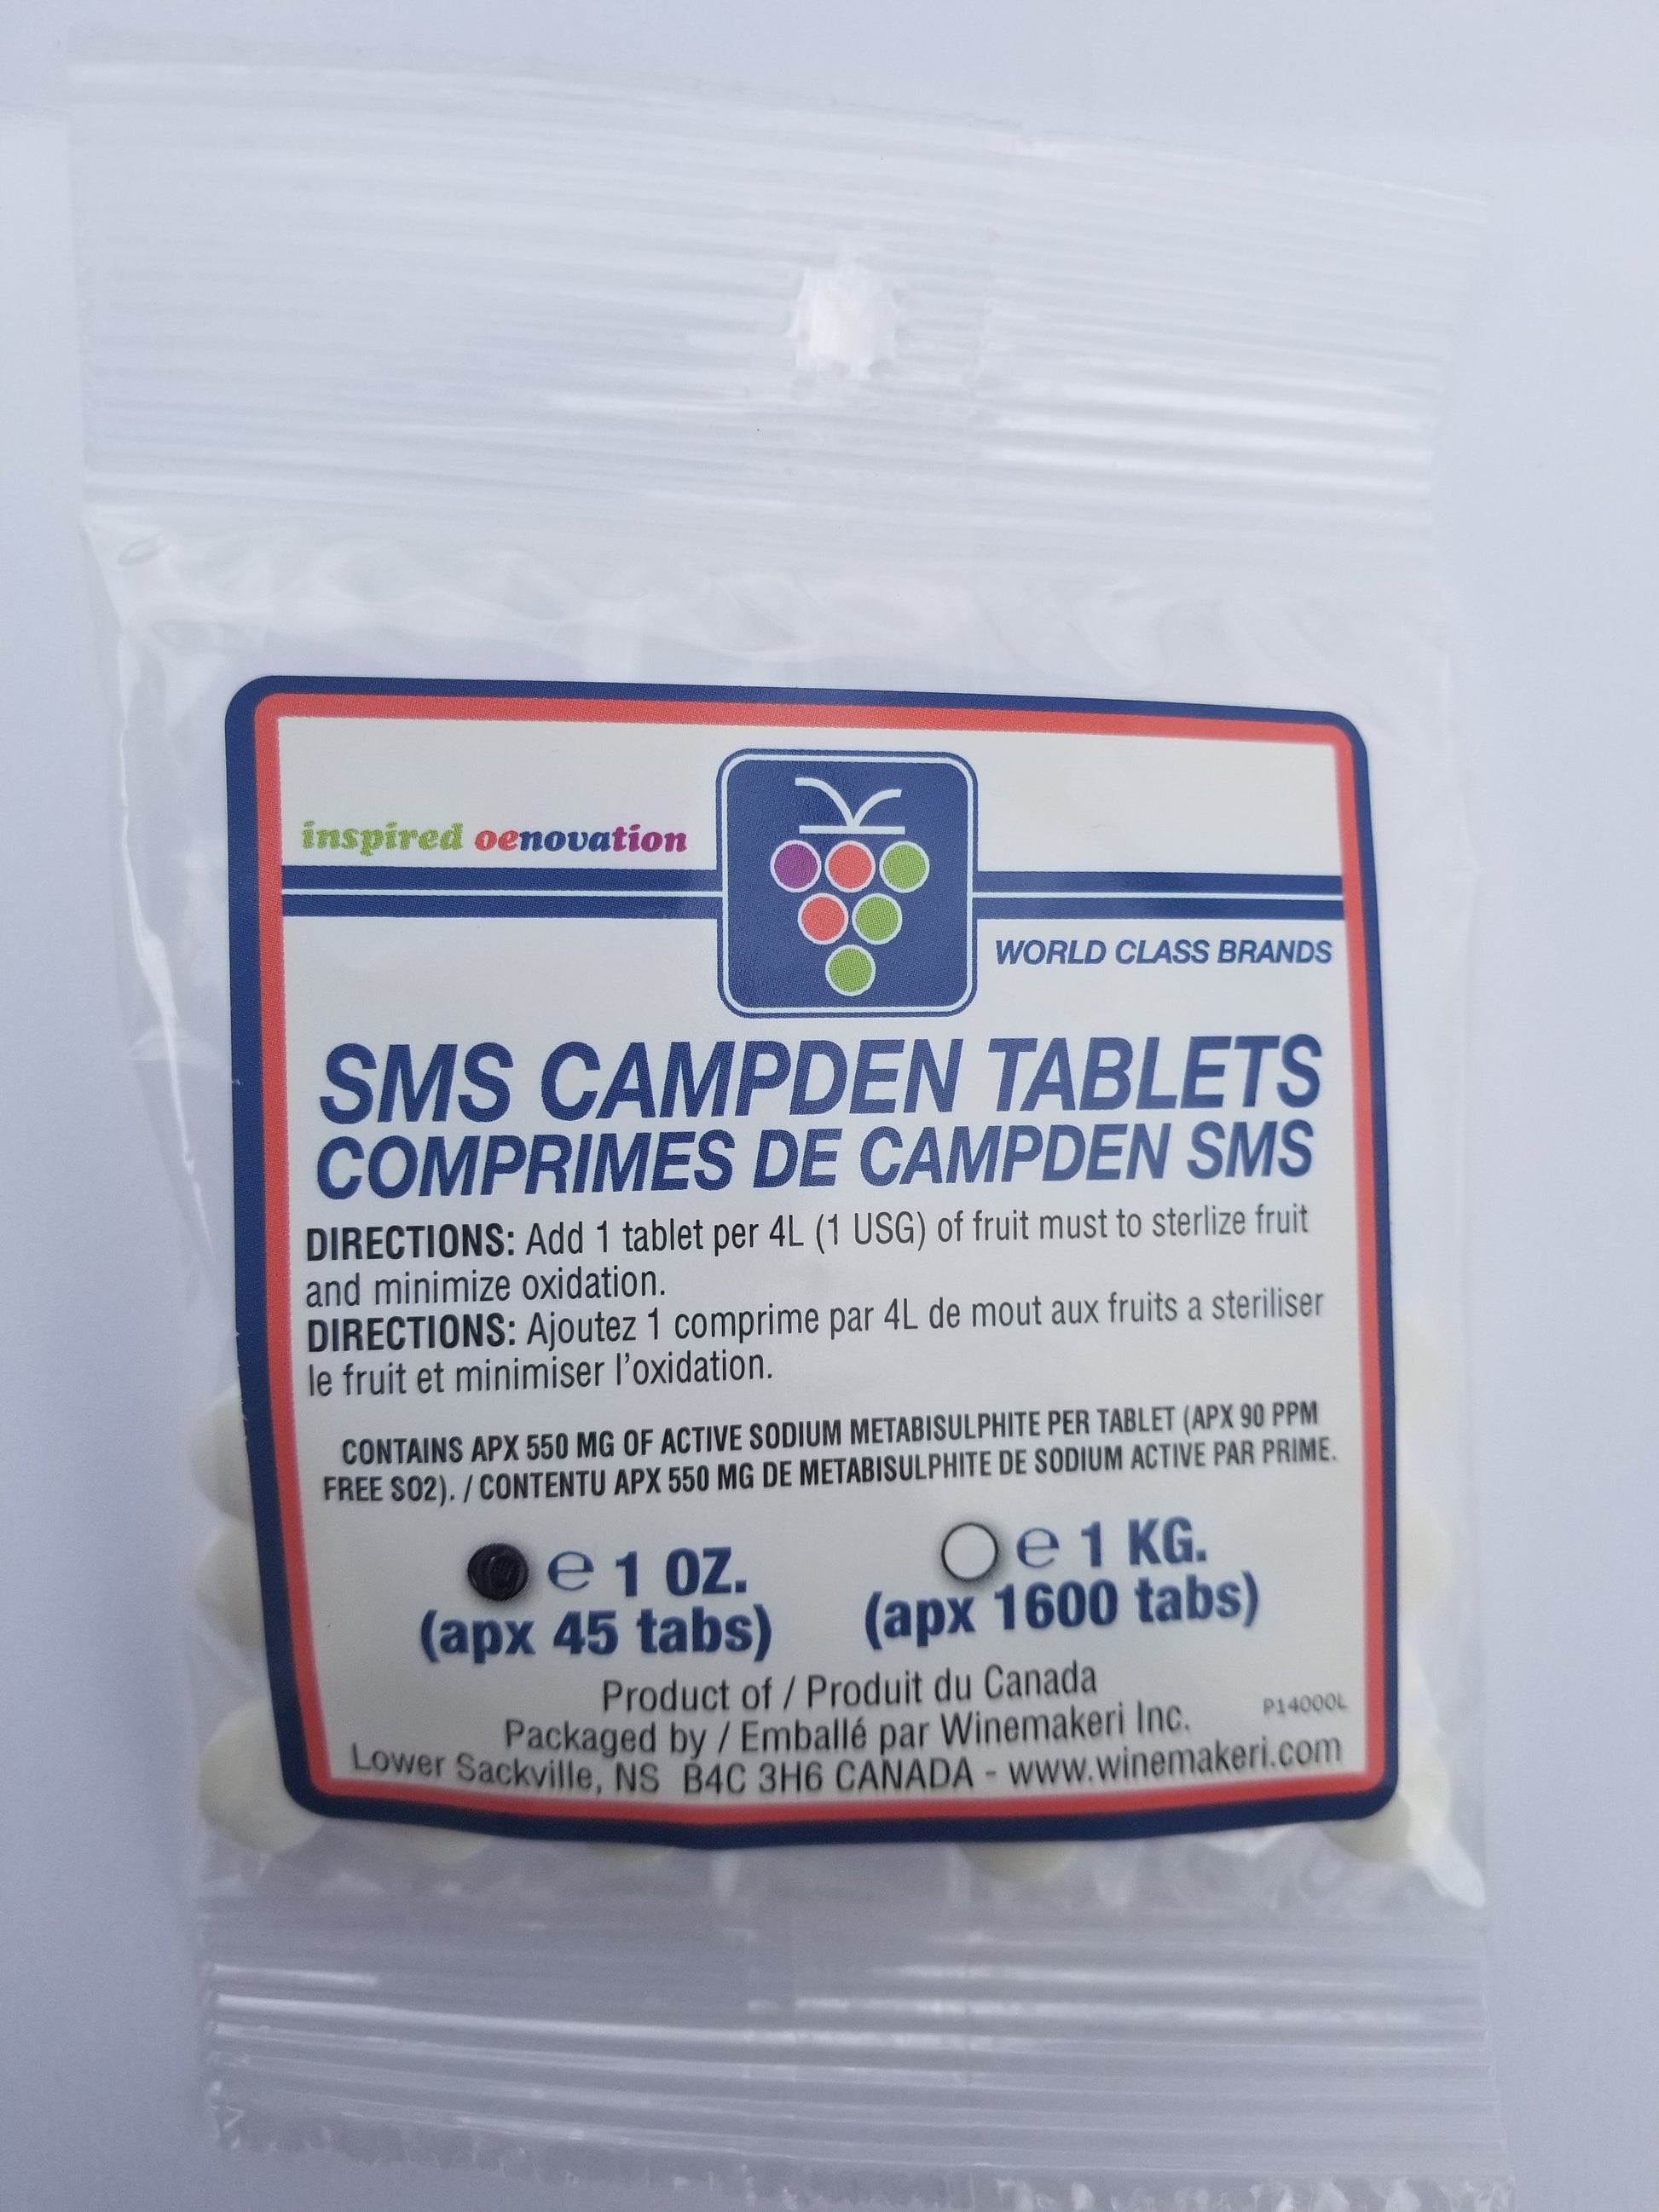 inspired oenovation
WORLD CLASS BRANDS
SMS CAMPDEN TABLETS
COMPRIMES DE CAMPDEN SMS
DIRECTIONS: Add 1 tablet per 4L (1 USG) of fruit must to sterlize fruit
and minimize oxidation.
DIRECTIONS: Ajoutez 1 comprime par 4L de mout aux fruits a steriliser
le fruit et minimiser l'oxidation.
CONTAINS APX 550 MG OF ACTIVE SODIUM METABISULPHITE PER TABLET (APX 90 PPM
FREE SO2). / CONTENTU APX 550 MG DE METABISULPHITE DE SODIUM ACTIVE PAR PRIME.
℮ 1 OZ.
(apx 45 tabs)
℮ 1 KG.
(apx 1600 tabs)
Product of / Produit du Canada
Packaged by / Emballé par Winemakeri Inc.
P14000L
Lower Sackville, NS B4C 3H6 CANADA - www.winemakeri.com